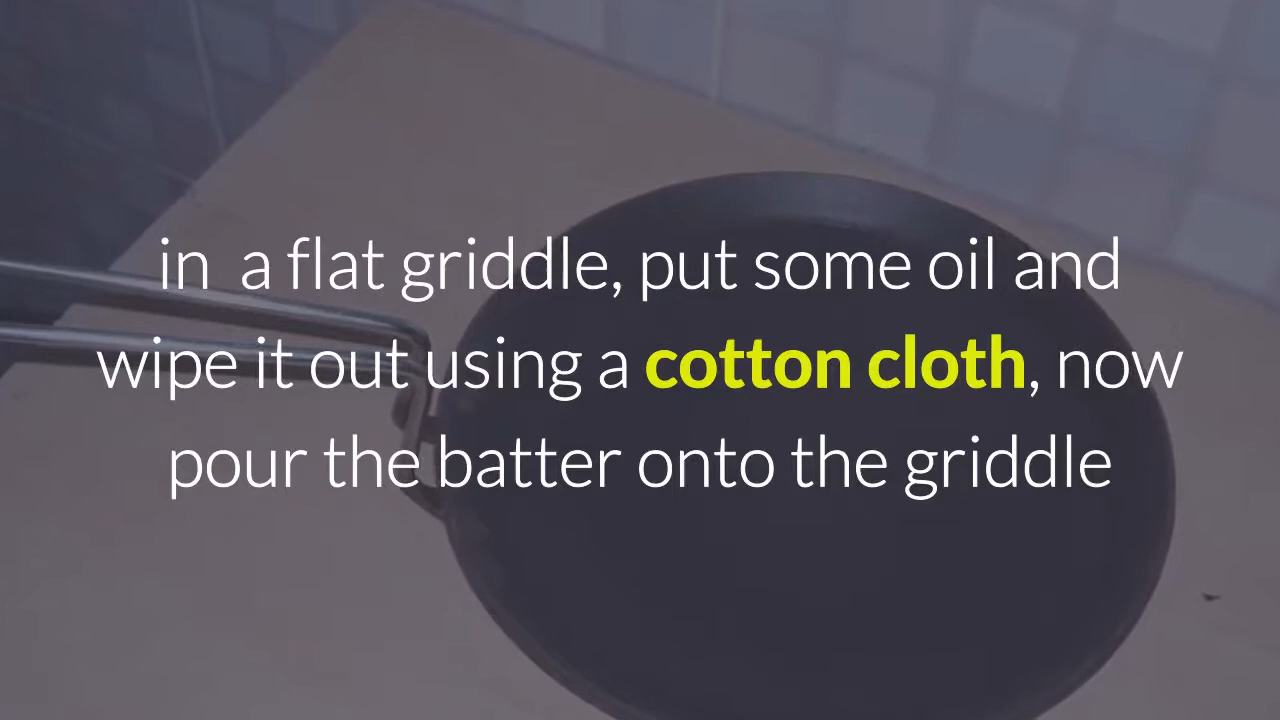 in  a flat griddle, put some oil and
wipe it out using a cotton cloth, now
pour the batter onto the griddle